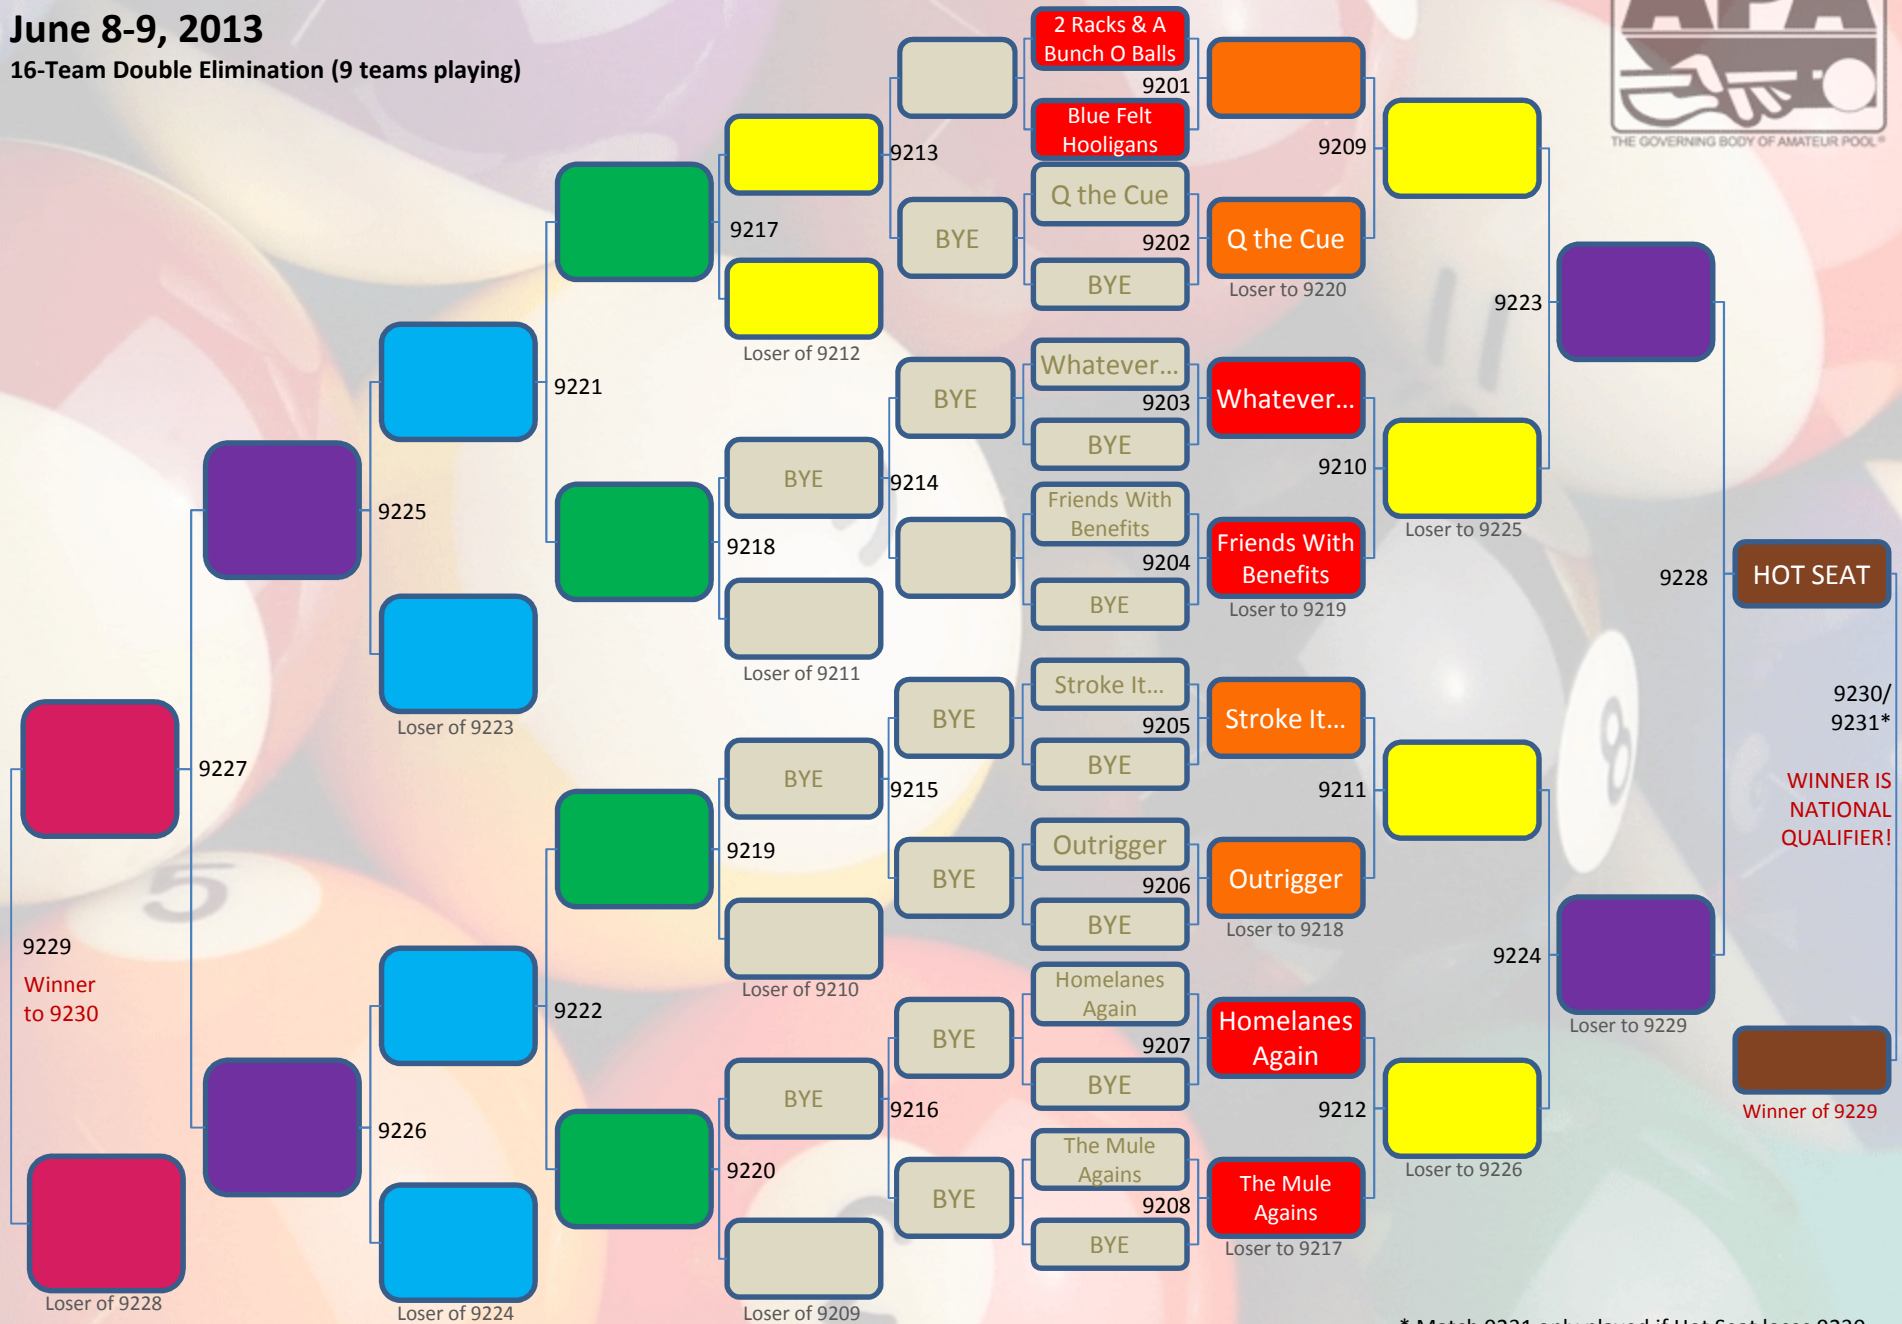 June 8-9, 2013
16-Team Double Elimination (9 teams playing)
APA
THE GOVERNING BODY OF AMATEUR POOL®
2 Racks & A
Bunch O Balls
9201
Blue Felt
Hooligans
9213
9209
Q the Cue
9217
BYE
9202
Q the Cue
BYE
Loser to 9220
9223
Loser of 9212
Whatever...
9221
BYE
9203
Whatever...
BYE
9210
BYE
9214
Friends With
Benefits
9225
Loser to 9225
9218
9204
Friends With
Benefits
9228
HOT SEAT
BYE
Loser to 9219
Loser of 9211
Stroke It...
9230/
9231*
Loser of 9223
BYE
9205
Stroke It...
9227
BYE
BYE
9215
9211
WINNER IS
NATIONAL
QUALIFIER!
9219
Outrigger
BYE
9206
Outrigger
BYE
Loser to 9218
9229
Winner
to 9230
9224
Loser of 9210
Homelanes
Again
9222
Loser to 9229
BYE
9207
Homelanes
Again
BYE
BYE
9216
9212
Winner of 9229
9226
The Mule
Agains
9220
Loser to 9226
BYE
9208
The Mule
Agains
BYE
Loser to 9217
Loser of 9228
Loser of 9224
Loser of 9209